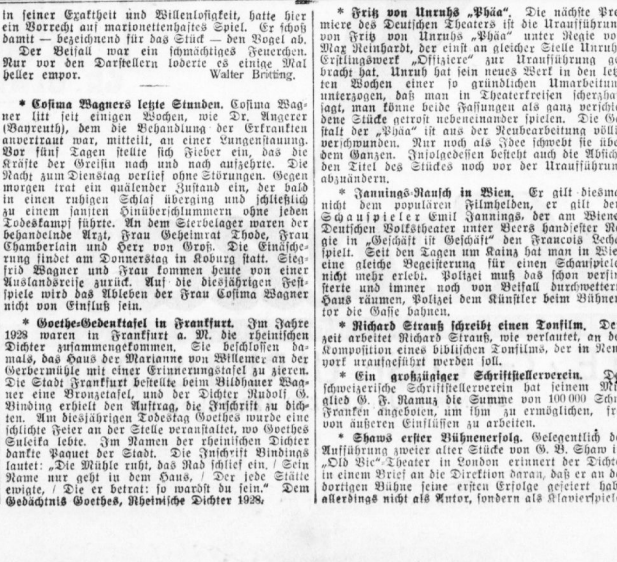 in seiner Exaktheit und Willenlosigkeit, hatte hier
ein Vorrecht auf marionettenhaftes Spiel. Er schoß
damit — bezeichnend für das Stück — den Vogel ab.
Der Beifall war ein schmächtiges Feuerchen.
Nur vor den Darstellern loderte es einige Mal
heller empor. Walter Britting.
* Cosima Wagners letzte Stunden. Cosima Wag-
ner litt seit einigen Wochen, wie Dr. Angerer
(Bayreuth), dem die Behandlung der Erkrankten
anvertraut war, mitteilt, an einer Lungenstauung.
Vor fünf Tagen stellte sich Fieber ein, das die
Kräfte der Greisin nach und nach aufzehrte. Die
Nacht zum Dienstag verlief ohne Störungen. Gegen
morgen trat ein quälender Zustand ein, der bald
in einen ruhigen Schlaf überging und schließlich
zu einem sanften Hinüberschlummern ohne jeden
Todeskampf führte. An dem Sterbelager waren der
behandelnde Arzt, Frau Geheimrat Thode, Frau
Chamberlain und Herr von Groß. Die Einäsche-
rung findet am Donnerstag in Koburg statt. Sieg-
frid Wagner und Frau kommen heute von einer
Auslandsreise zurück. Auf die diesjährigen Fest-
spiele wird das Ableben der Frau Cosima Wagner
nicht von Einfluß sein.
* Goethe-Gedenktafel in Frankfurt. Im Jahre
1928 waren in Frankfurt a. M. die rheinischen
Dichter zusammengekommen. Sie beschlossen da-
mals, das Haus der Marianne von Willemer an der
Gerbermühle mit einer Erinnerungstafel zu zieren.
Die Stadt Frankfurt bestellte beim Bildhauer Wag-
ner eine Bronzetafel, und der Dichter Rudolf G.
Binding erhielt den Auftrag, die Inschrift zu dich-
ten. An diesjährigen Todestag Goethes wurde eine
schlichte Feier an der Stelle veranstaltet, wo Goethes
Suleika lebte. Im Namen der rheinischen Dichter
dankte Paquet der Stadt. Die Inschrift Bindings
lautet: „Die Mühle ruht, das Rad schlief ein, / Sein
Name nur geht in dem Haus, / Der jede Stätte
ewigte, / Die er betrat: so wardst du sein.“ Dem
Gedächtnis Goethes, Rheinische Dichter 1928.
* Fritz von Unruhs „Phäa“. Die nächste Pre
miere des Deutschen Theaters ist die Uraufführun
von Fritz von Unruhs „Phäa“ unter Regie vo
Max Reinhardt, der einst an gleicher Stelle Unruh
Erstlingswerk „Offiziere“ zur Uraufführung ge
bracht hat. Unruh hat sein neues Werk in den letz
ten Wochen einer so gründlichen Umarbeitun
unterzogen, daß man in Theaterkreisen scherzha
sagt, man könne beide Fassungen als ganz verschie
dene Stücke getrost nebeneinander spielen. Die Ge
stalt der „Phäa“ ist aus der Neubearbeitung völli
verschwunden. Nur noch als Idee schwebt sie übe
dem Ganzen. Infolgedessen besteht auch die Absich
den Titel des Stückes noch vor der Uraufführun
abzuändern.
* Jannings-Rausch in Wien. Er gilt diesma
nicht dem populären Filmhelden, er gilt dem
Schauspieler Emil Jannings, der am Wiene
Deutschen Volkstheater unter Beers handfester Re
gie in „Geschäft ist Geschäft“ den Francois Leche
spielt. Seit den Tagen um Kainz hat man in Wie
eine gleiche Begeisterung für einen Schauspiele
nicht mehr erlebt. Polizei muß das schon verfin
sterte und immer noch von Beifall durchwettert
Haus räumen, Polizei dem Künstler beim Bühnen
tor die Gasse bahnen.
* Richard Strauß schreibt einen Tonfilm. De
zeit arbeitet Richard Strauß, wie verlautet, an de
Komposition eines biblischen Tonfilms, der in Neu
york uraufgeführt werden soll.
* Ein großzügiger Schriftstellerverein. De
schweizerische Schriftstellerverein hat seinem Mi
glied G. F. Ramuz die Summe von 100 000 Sch
Franken angeboten, um ihm zu ermöglichen, fr
von äußeren Einflüssen zu arbeiten.
* Shaws erster Bühnenerfolg. Gelegentlich de
Aufführung zweier alter Stücke von G. B. Shaw i
„Old Vic“-Theater in London erinnert der Dichte
in einem Brief an die Direktion daran, daß er an de
dortigen Bühne seine ersten Erfolge gefeiert hab
allerdings nicht als Autor, sondern als Klavierspiele